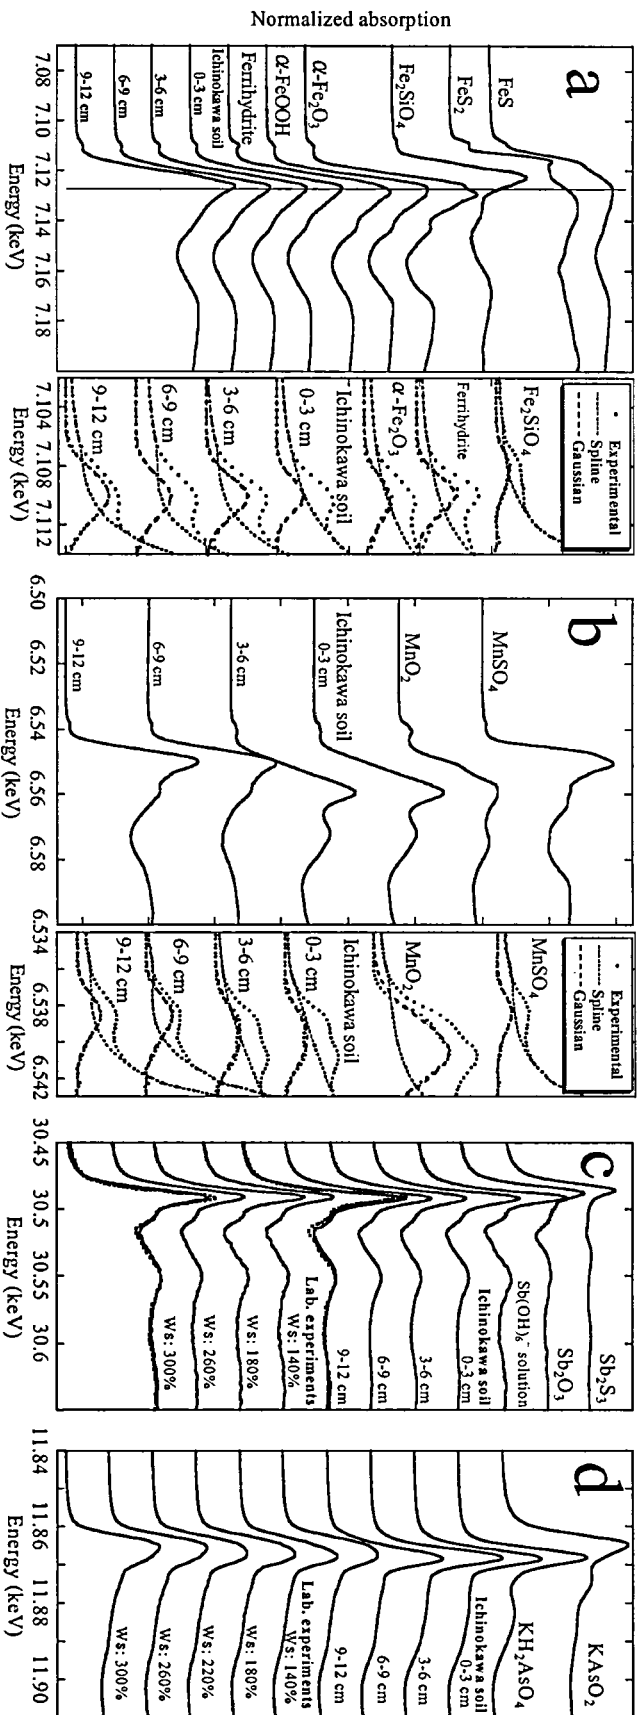 Normalized absorption
a
FeS
FeS2
Fe2SiO4
α-Fe2O3
α-FeOOH
Ferrihydrite
Ichinokawa soil
0-3 cm
3-6 cm
6-9 cm
9-12 cm
7.08 7.10 7.12 7.14 7.16 7.18
Energy (keV)
• Experimental
Spline
Gaussian
Fe2SiO4
Ferrihydrite
α-Fe2O3
Ichinokawa soil
0-3 cm
3-6 cm
6-9 cm
9-12 cm
7.104 7.108 7.112
Energy (keV)
b
MnSO4
MnO2
Ichinokawa soil
0-3 cm
3-6 cm
6-9 cm
9-12 cm
6.50 6.52 6.54 6.56 6.58
Energy (keV)
• Experimental
Spline
Gaussian
MnSO4
MnO2
Ichinokawa soil
0-3 cm
3-6 cm
6-9 cm
9-12 cm
6.534 6.538 6.542
Energy (keV)
c
Sb2S3
Sb2O3
Sb(OH)6⁻ solution
Ichinokawa soil
0-3 cm
3-6 cm
6-9 cm
9-12 cm
Lab. experiments
Ws: 140%
Ws: 180%
Ws: 260%
Ws: 300%
30.45 30.5 30.55 30.6
Energy (keV)
d
KAsO2
KH2AsO4
Ichinokawa soil
0-3 cm
3-6 cm
6-9 cm
9-12 cm
Lab. experiments
Ws: 140%
Ws: 180%
Ws: 220%
Ws: 260%
Ws: 300%
11.84 11.86 11.88 11.90
Energy (keV)